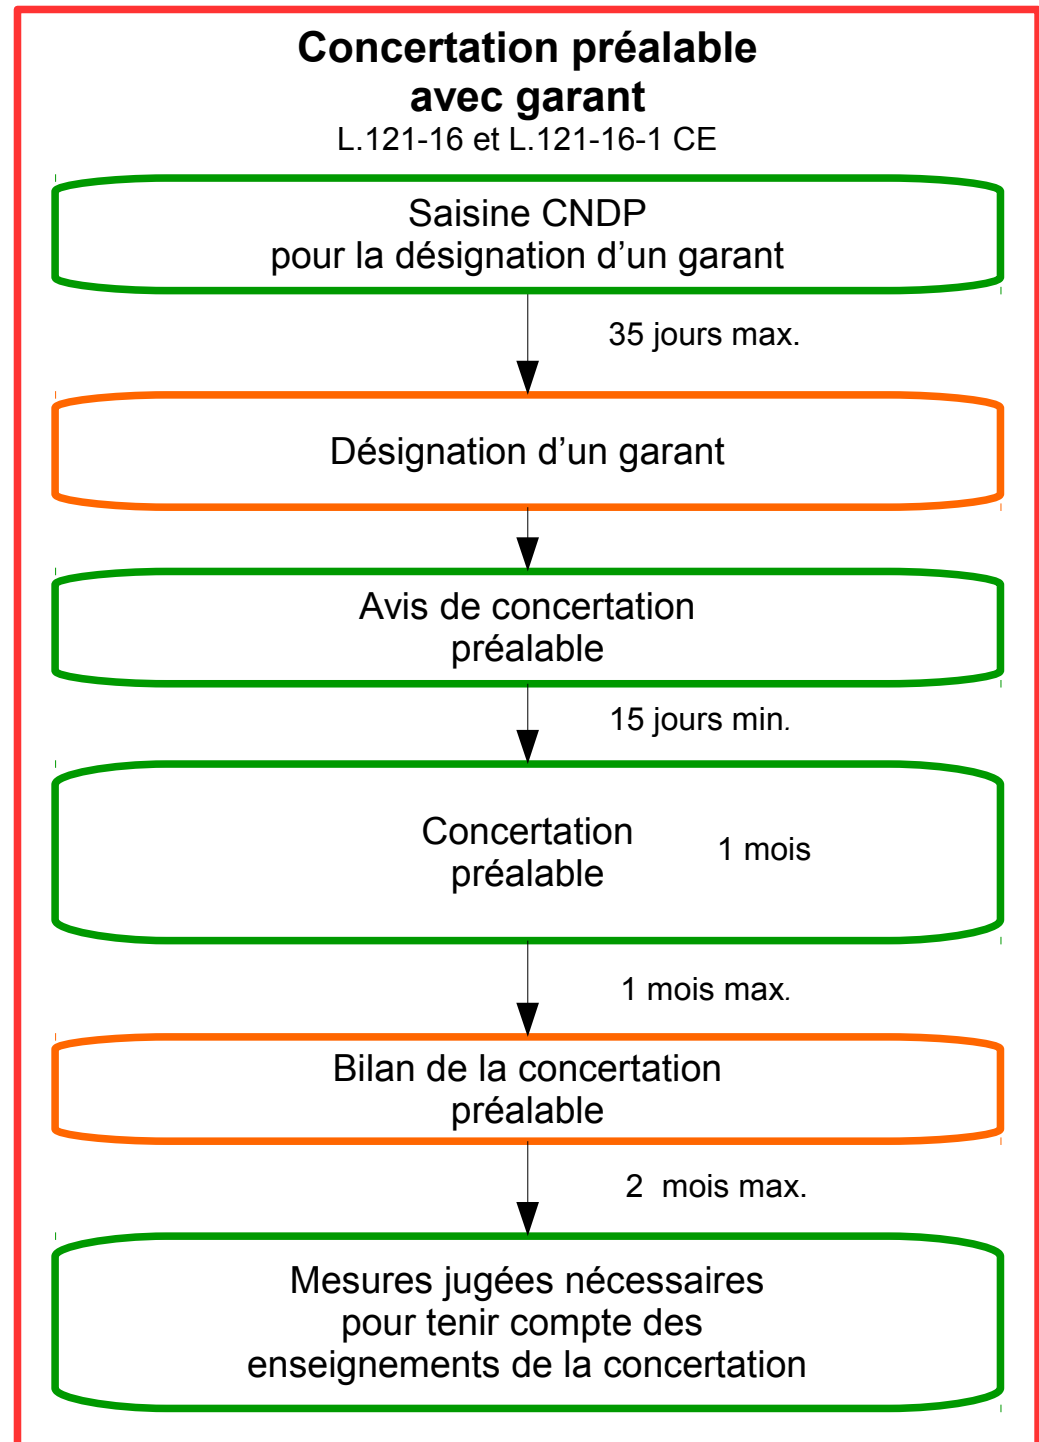 Concertation préalable
avec garant
L.121-16 et L.121-16-1 CE
Saisine CNDP
pour la désignation d’un garant
35 jours max.
Désignation d’un garant
Avis de concertation
préalable
15 jours min.
Concertation
préalable
1 mois
1 mois max.
Bilan de la concertation
préalable
2 mois max.
Mesures jugées nécessaires
pour tenir compte des
enseignements de la concertation